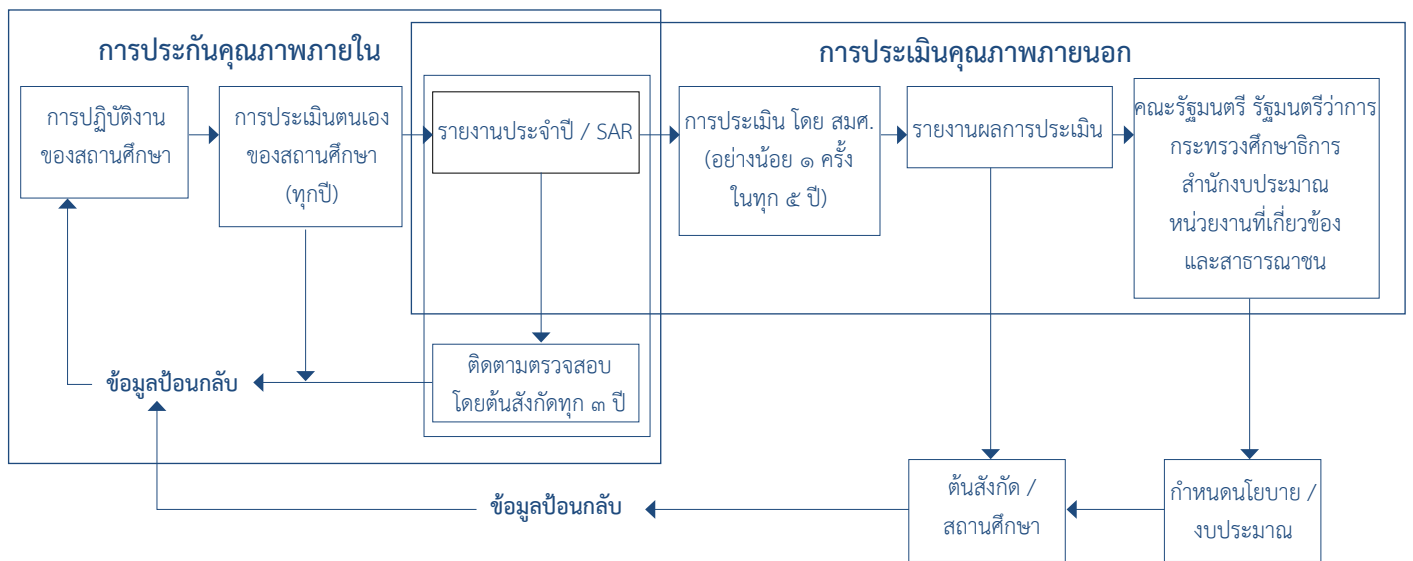 การประกันคุณภาพภายใน
การประเมินคุณภาพภายนอก
การปฏิบัติงาน
ของสถานศึกษา
การประเมินตนเอง
ของสถานศึกษา
(ทุกปี)
รายงานประจำปี / SAR
การประเมิน โดย สมศ.
(อย่างน้อย ๑ ครั้ง
ในทุก ๕ ปี)
รายงานผลการประเมิน
คณะรัฐมนตรี รัฐมนตรีว่าการ
กระทรวงศึกษาธิการ
สำนักงบประมาณ
หน่วยงานที่เกี่ยวข้อง
และสาธารณาชน
ข้อมูลป้อนกลับ
ติดตามตรวจสอบ
โดยต้นสังกัดทุก ๓ ปี
ข้อมูลป้อนกลับ
ต้นสังกัด /
สถานศึกษา
กำหนดนโยบาย /
งบประมาณ